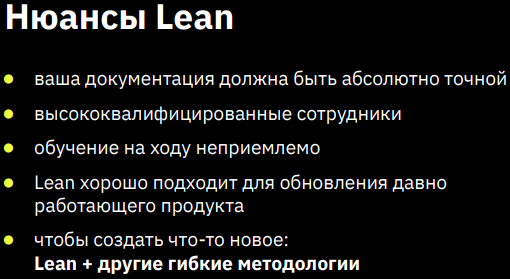 Нюансы Lean
ваша документация должна быть абсолютно точной
высококвалифицированные сотрудники
обучение на ходу неприемлемо
Lean хорошо подходит для обновления давно
работающего продукта
чтобы создать что-то новое:
Lean + другие гибкие методологии